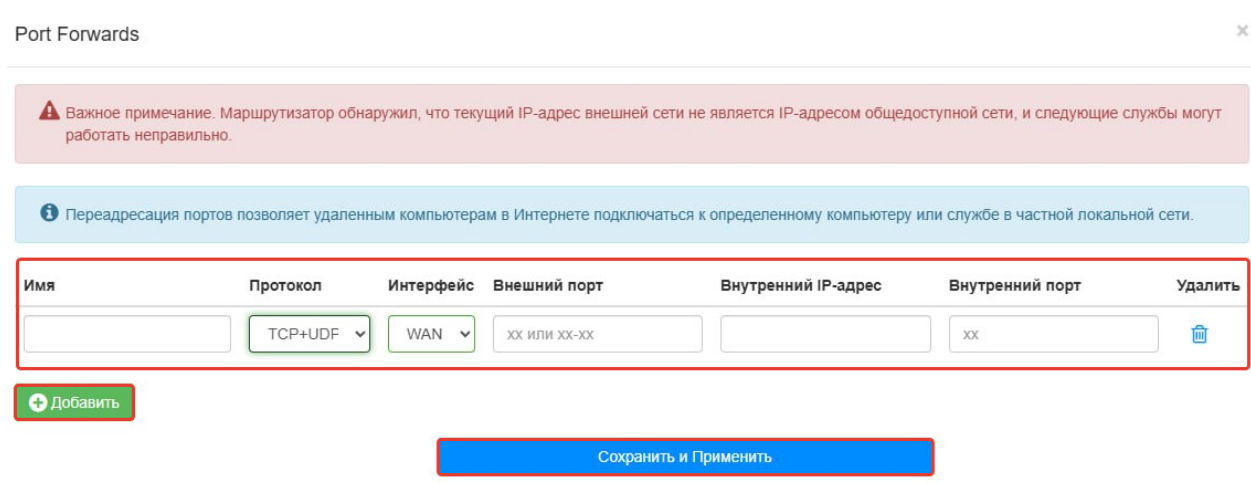 Port Forwards ×
Важное примечание. Маршрутизатор обнаружил, что текущий IP-адрес внешней сети не является IP-адресом общедоступной сети, и следующие службы могут
работать неправильно.
Переадресация портов позволяет удаленным компьютерам в Интернете подключаться к определенному компьютеру или службе в частной локальной сети.
Имя Протокол Интерфейс Внешний порт Внутренний IP-адрес Внутренний порт Удалить
TCP+UDF WAN xx или xx-xx xx
Добавить
Сохранить и Применить